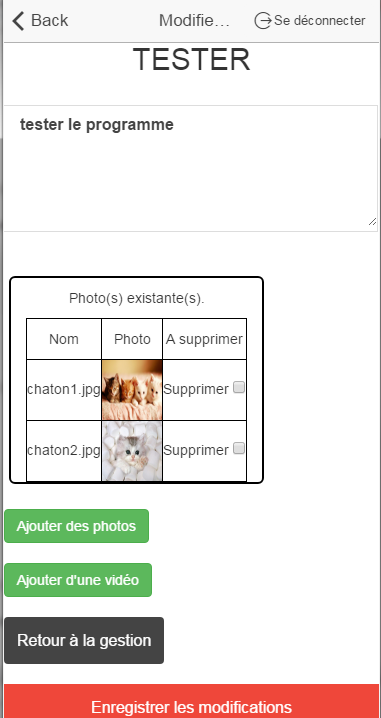 Back Modifie… Se déconnecter
TESTER
tester le programme
Photo(s) existante(s).
Nom Photo A supprimer
chaton1.jpg Supprimer
chaton2.jpg Supprimer
Ajouter des photos
Ajouter d'une vidéo
Retour à la gestion
Enregistrer les modifications